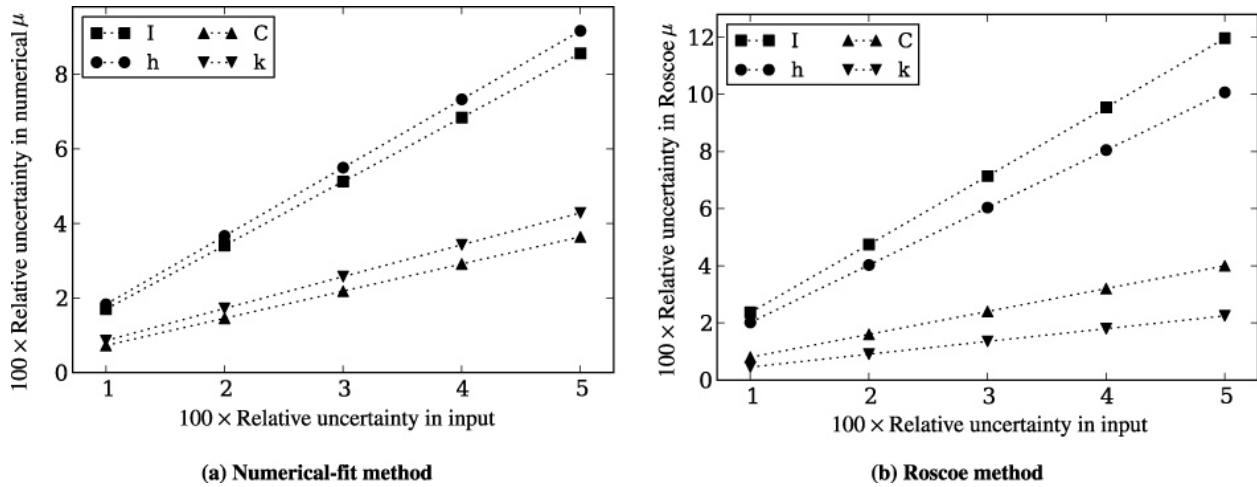 100 × Relative uncertainty in numerical μ
I C
h k
8
6
4
2
0
1 2 3 4 5
100 × Relative uncertainty in input
(a) Numerical-fit method
100 × Relative uncertainty in Roscoe μ
I C
h k
12
10
8
6
4
2
0
1 2 3 4 5
100 × Relative uncertainty in input
(b) Roscoe method